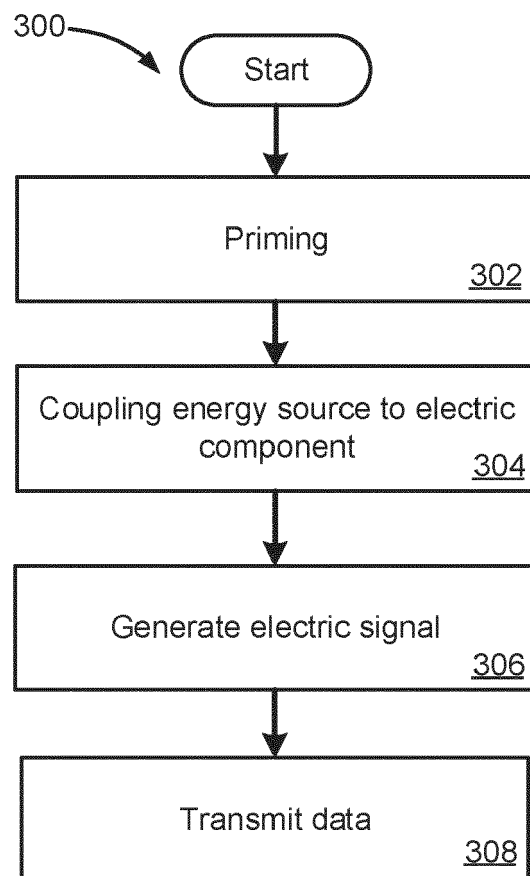 300
Start
Priming
302
Coupling energy source to electric
component
304
Generate electric signal
306
Transmit data
308